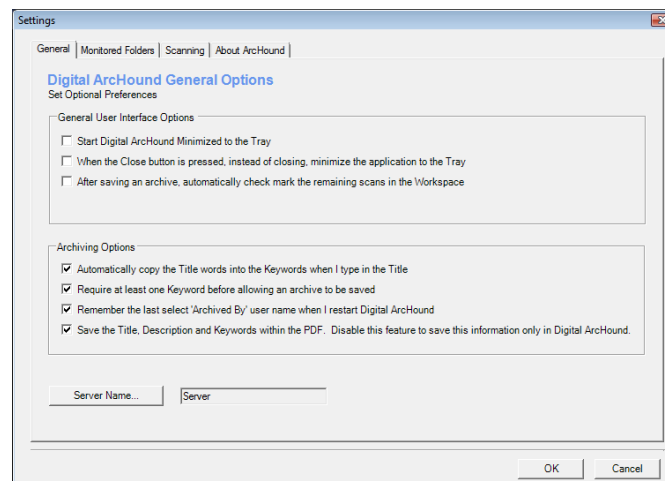 Settings
General Monitored Folders Scanning About ArcHound
Digital ArcHound General Options
Set Optional Preferences
General User Interface Options
Start Digital ArcHound Minimized to the Tray
When the Close button is pressed, instead of closing, minimize the application to the Tray
After saving an archive, automatically check mark the remaining scans in the Workspace
Archiving Options
Automatically copy the Title words into the Keywords when I type in the Title
Require at least one Keyword before allowing an archive to be saved
Remember the last select 'Archived By' user name when I restart Digital ArcHound
Save the Title, Description and Keywords within the PDF. Disable this feature to save this information only in Digital ArcHound.
Server Name... Server
OK Cancel